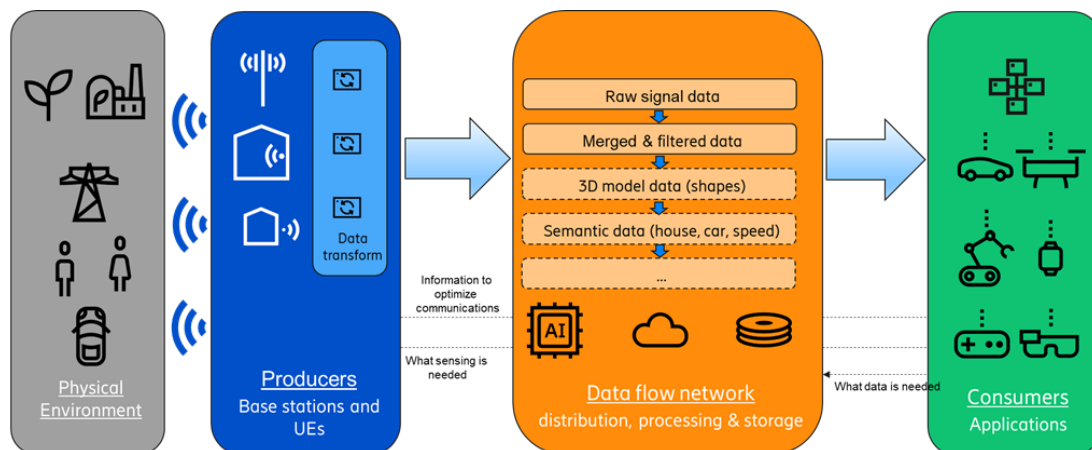 Physical
Environment
Producers
Base stations and
UEs
Data
transform
Information to
optimize
communications
What sensing is
needed
Raw signal data
Merged & filtered data
3D model data (shapes)
Semantic data (house, car, speed)
...
AI
Data flow network
distribution, processing & storage
What data is needed
Consumers
Applications